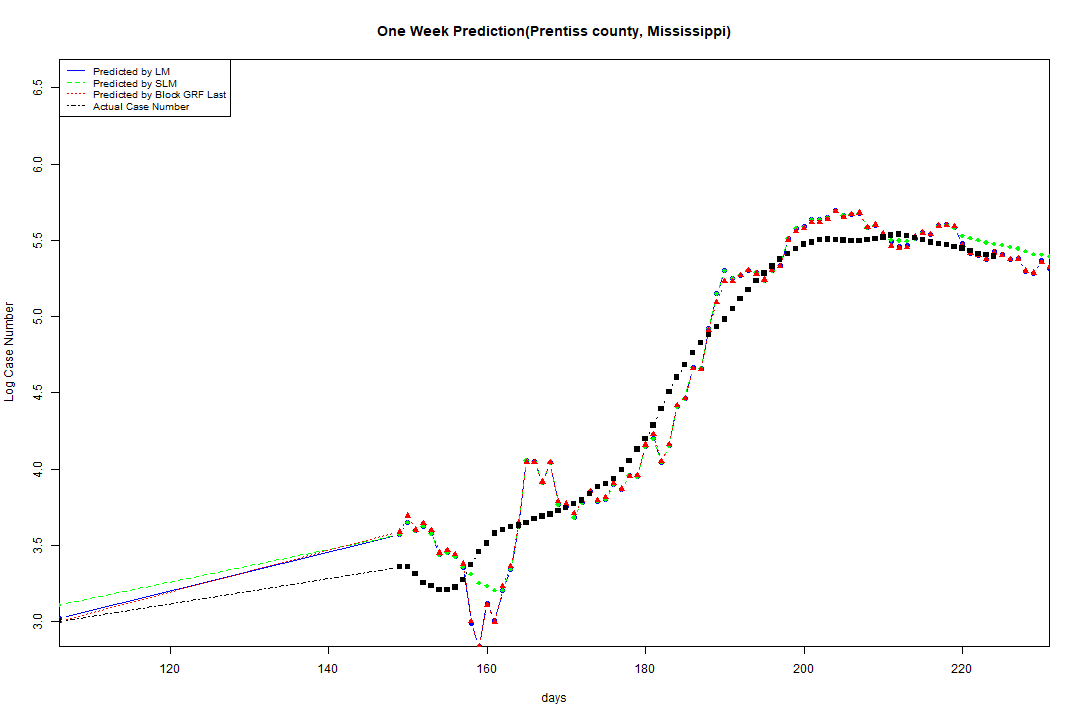 One Week Prediction(Prentiss county, Mississippi)
Predicted by LM
Predicted by SLM
Predicted by Block GRF Last
Actual Case Number
6.5
6.0
5.5
5.0
4.5
4.0
3.5
3.0
Log Case Number
120 140 160 180 200 220
days